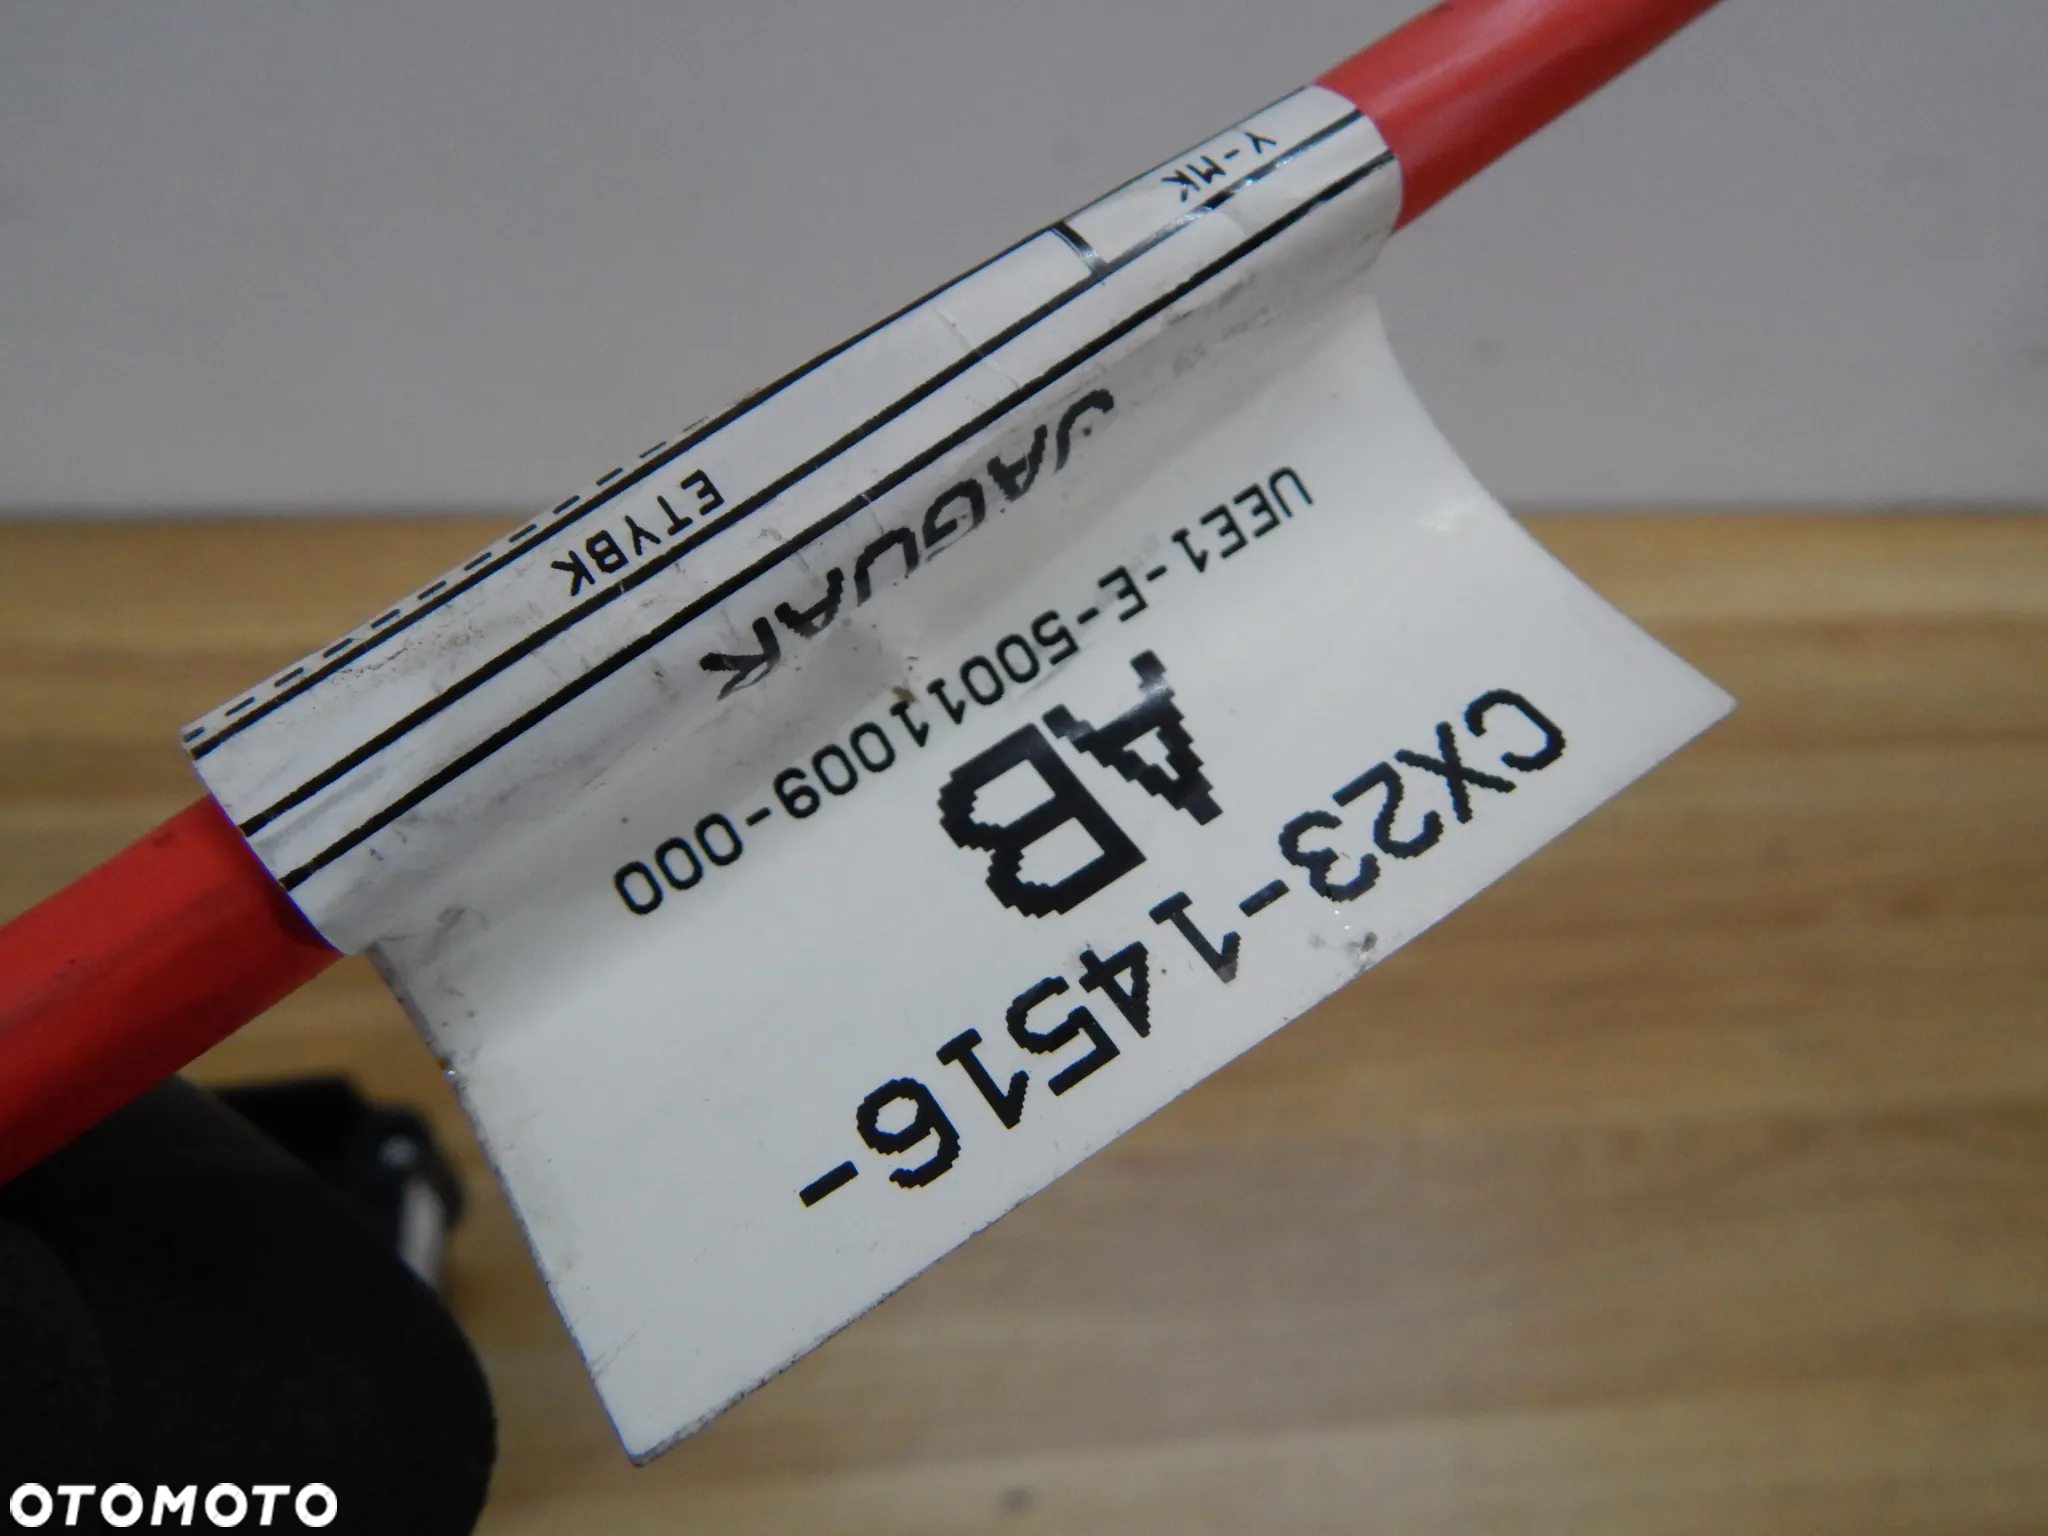 CX23-14516-
AB
UEE1-E-50011009-000
JAGUAR
Y-MK
ETYBK
OTOMOTO